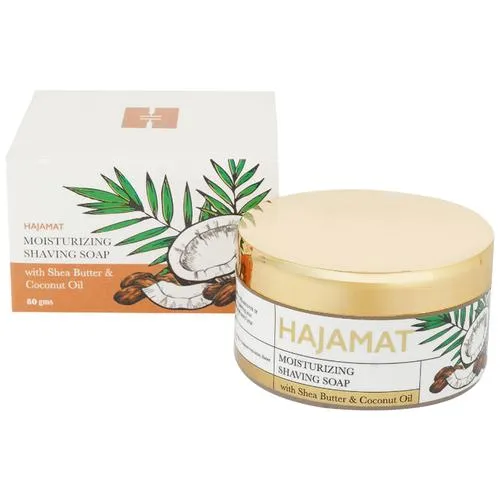 H
HAJAMAT
MOISTURIZING
SHAVING SOAP
with Shea Butter &
Coconut Oil
80 gms
HAJAMAT
MOISTURIZING
SHAVING SOAP
with Shea Butter & Coconut Oil